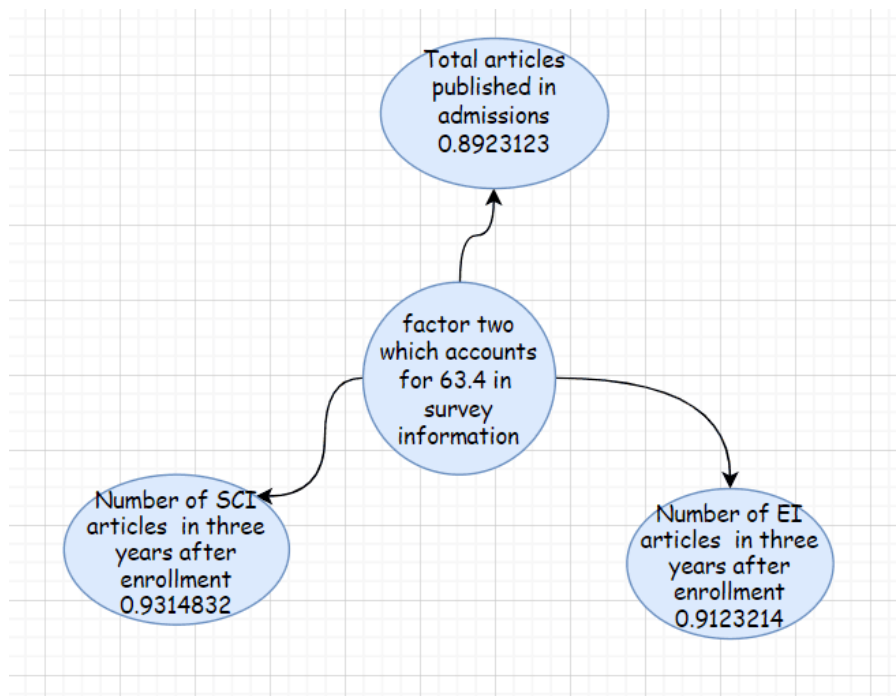 Total articles
published in
admissions
0.8923123
factor two
which accounts
for 63.4 in
survey
information
Number of SCI
articles in three
years after
enrollment
0.9314832
Number of EI
articles in three
years after
enrollment
0.9123214